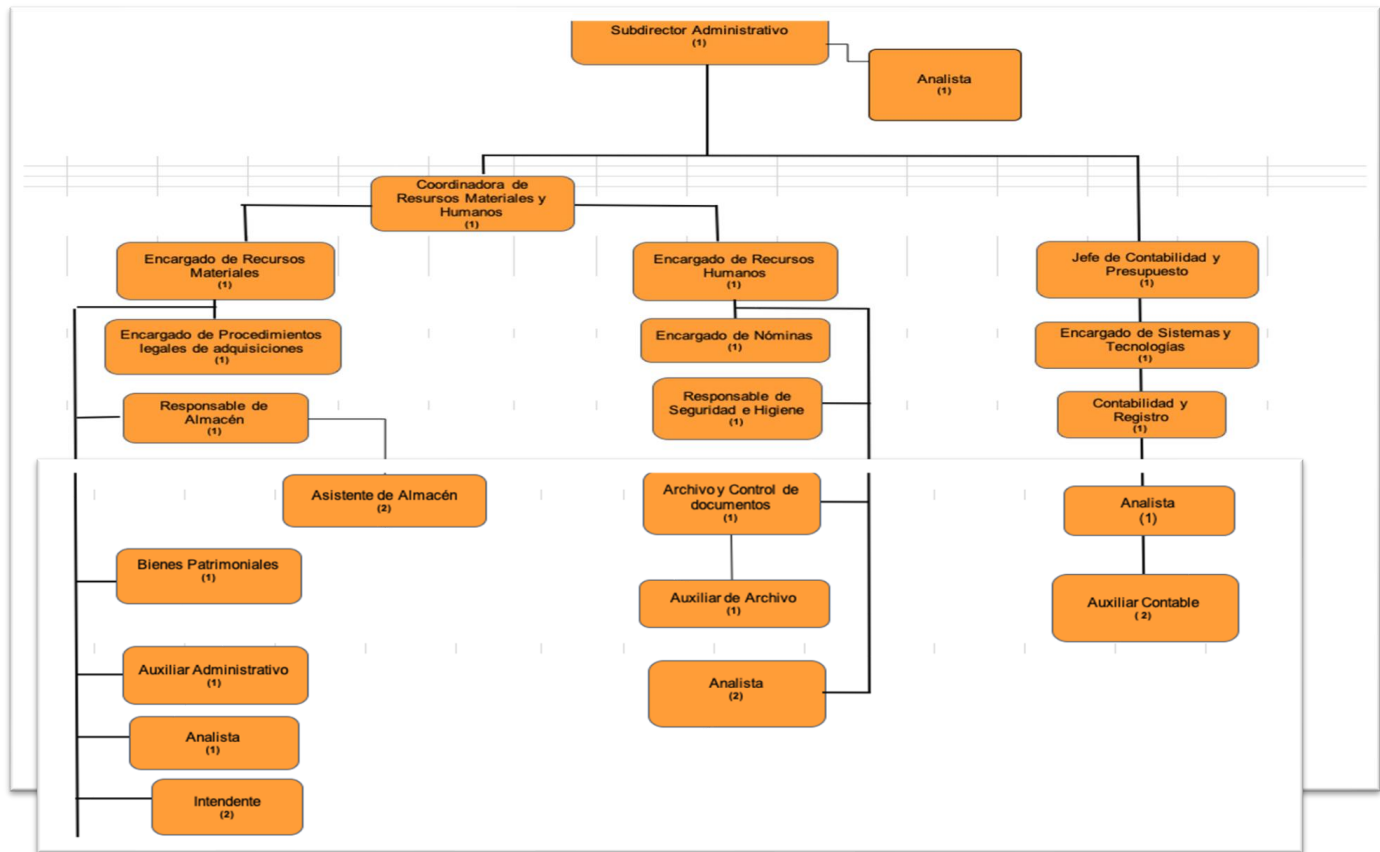 Subdirector Administrativo
(1)
Analista
(1)
Coordinadora de
Recursos Materiales y
Humanos
(1)
Encargado de Recursos
Materiales
(1)
Encargado de Recursos
Humanos
(1)
Jefe de Contabilidad y
Presupuesto
(1)
Encargado de Procedimientos
legales de adquisiciones
(1)
Encargado de Nóminas
(1)
Encargado de Sistemas y
Tecnologías
(1)
Responsable de
Almacén
(1)
Responsable de
Seguridad e Higiene
(1)
Contabilidad y
Registro
(1)
Asistente de Almacén
(2)
Archivo y Control de
documentos
(1)
Analista
(1)
Bienes Patrimoniales
(1)
Auxiliar de Archivo
(1)
Auxiliar Contable
( 2)
Auxiliar Administrativo
(1)
Analista
(2)
Analista
(1)
Intendente
(2)